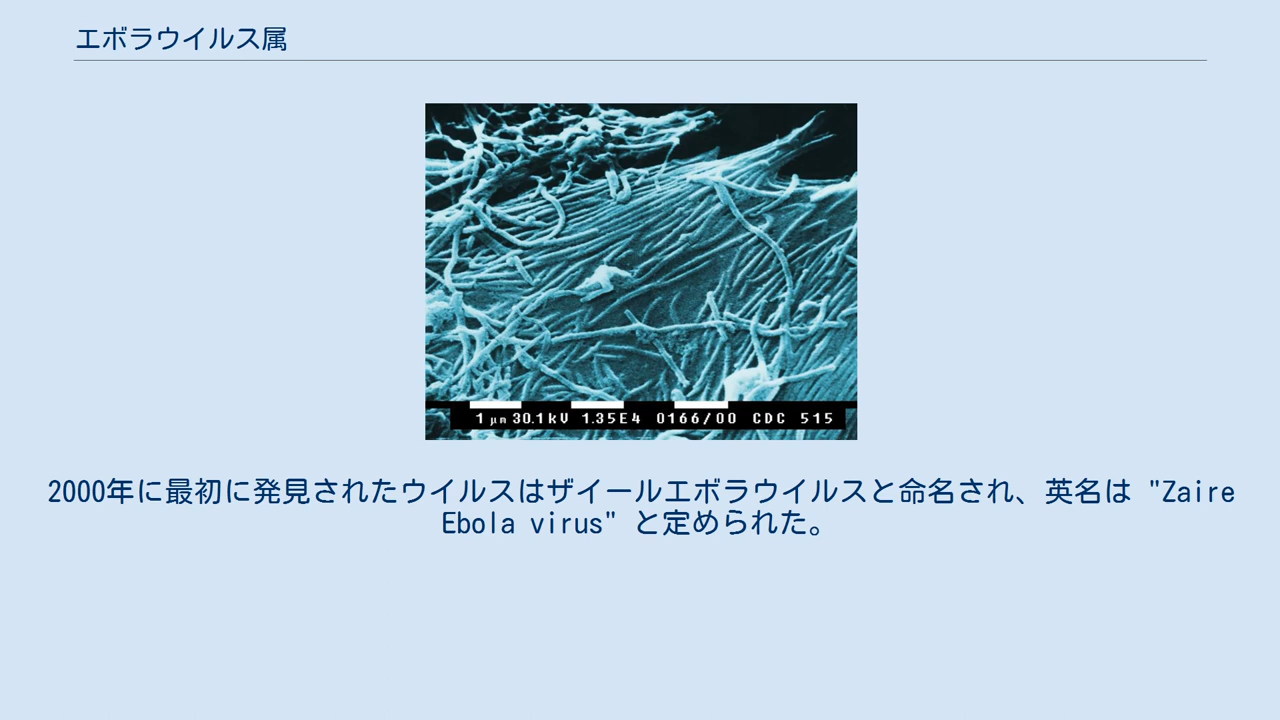 エボラウイルス属
1 μm 30.1kV 1.35E4 0166/00 CDC 515
2000年に最初に発見されたウイルスはザイールエボラウイルスと命名され、英名は "Zaire
Ebola virus" と定められた。